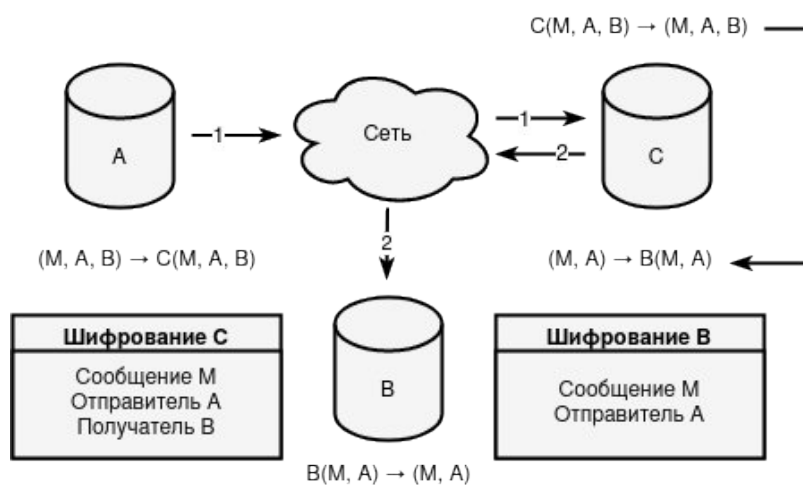 C(M, A, B) → (M, A, B)
A
1
Сеть
1
2
C
2
(M, A, B) → C(M, A, B)
(M, A) → B(M, A)
Шифрование C
Сообщение M
Отправитель A
Получатель B
B
Шифрование B
Сообщение M
Отправитель A
B(M, A) → (M, A)